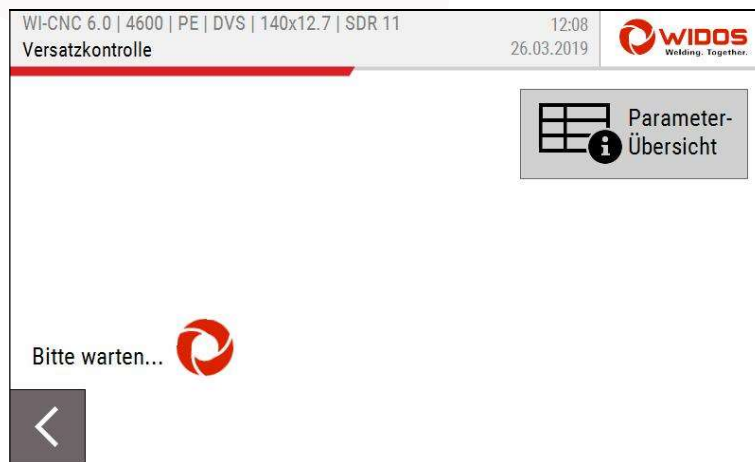 WI-CNC 6.0 | 4600 | PE | DVS | 140x12.7 | SDR 11
Versatzkontrolle
12:08
26.03.2019
WIDOS
Welding. Together.
Parameter-
Übersicht
Bitte warten...